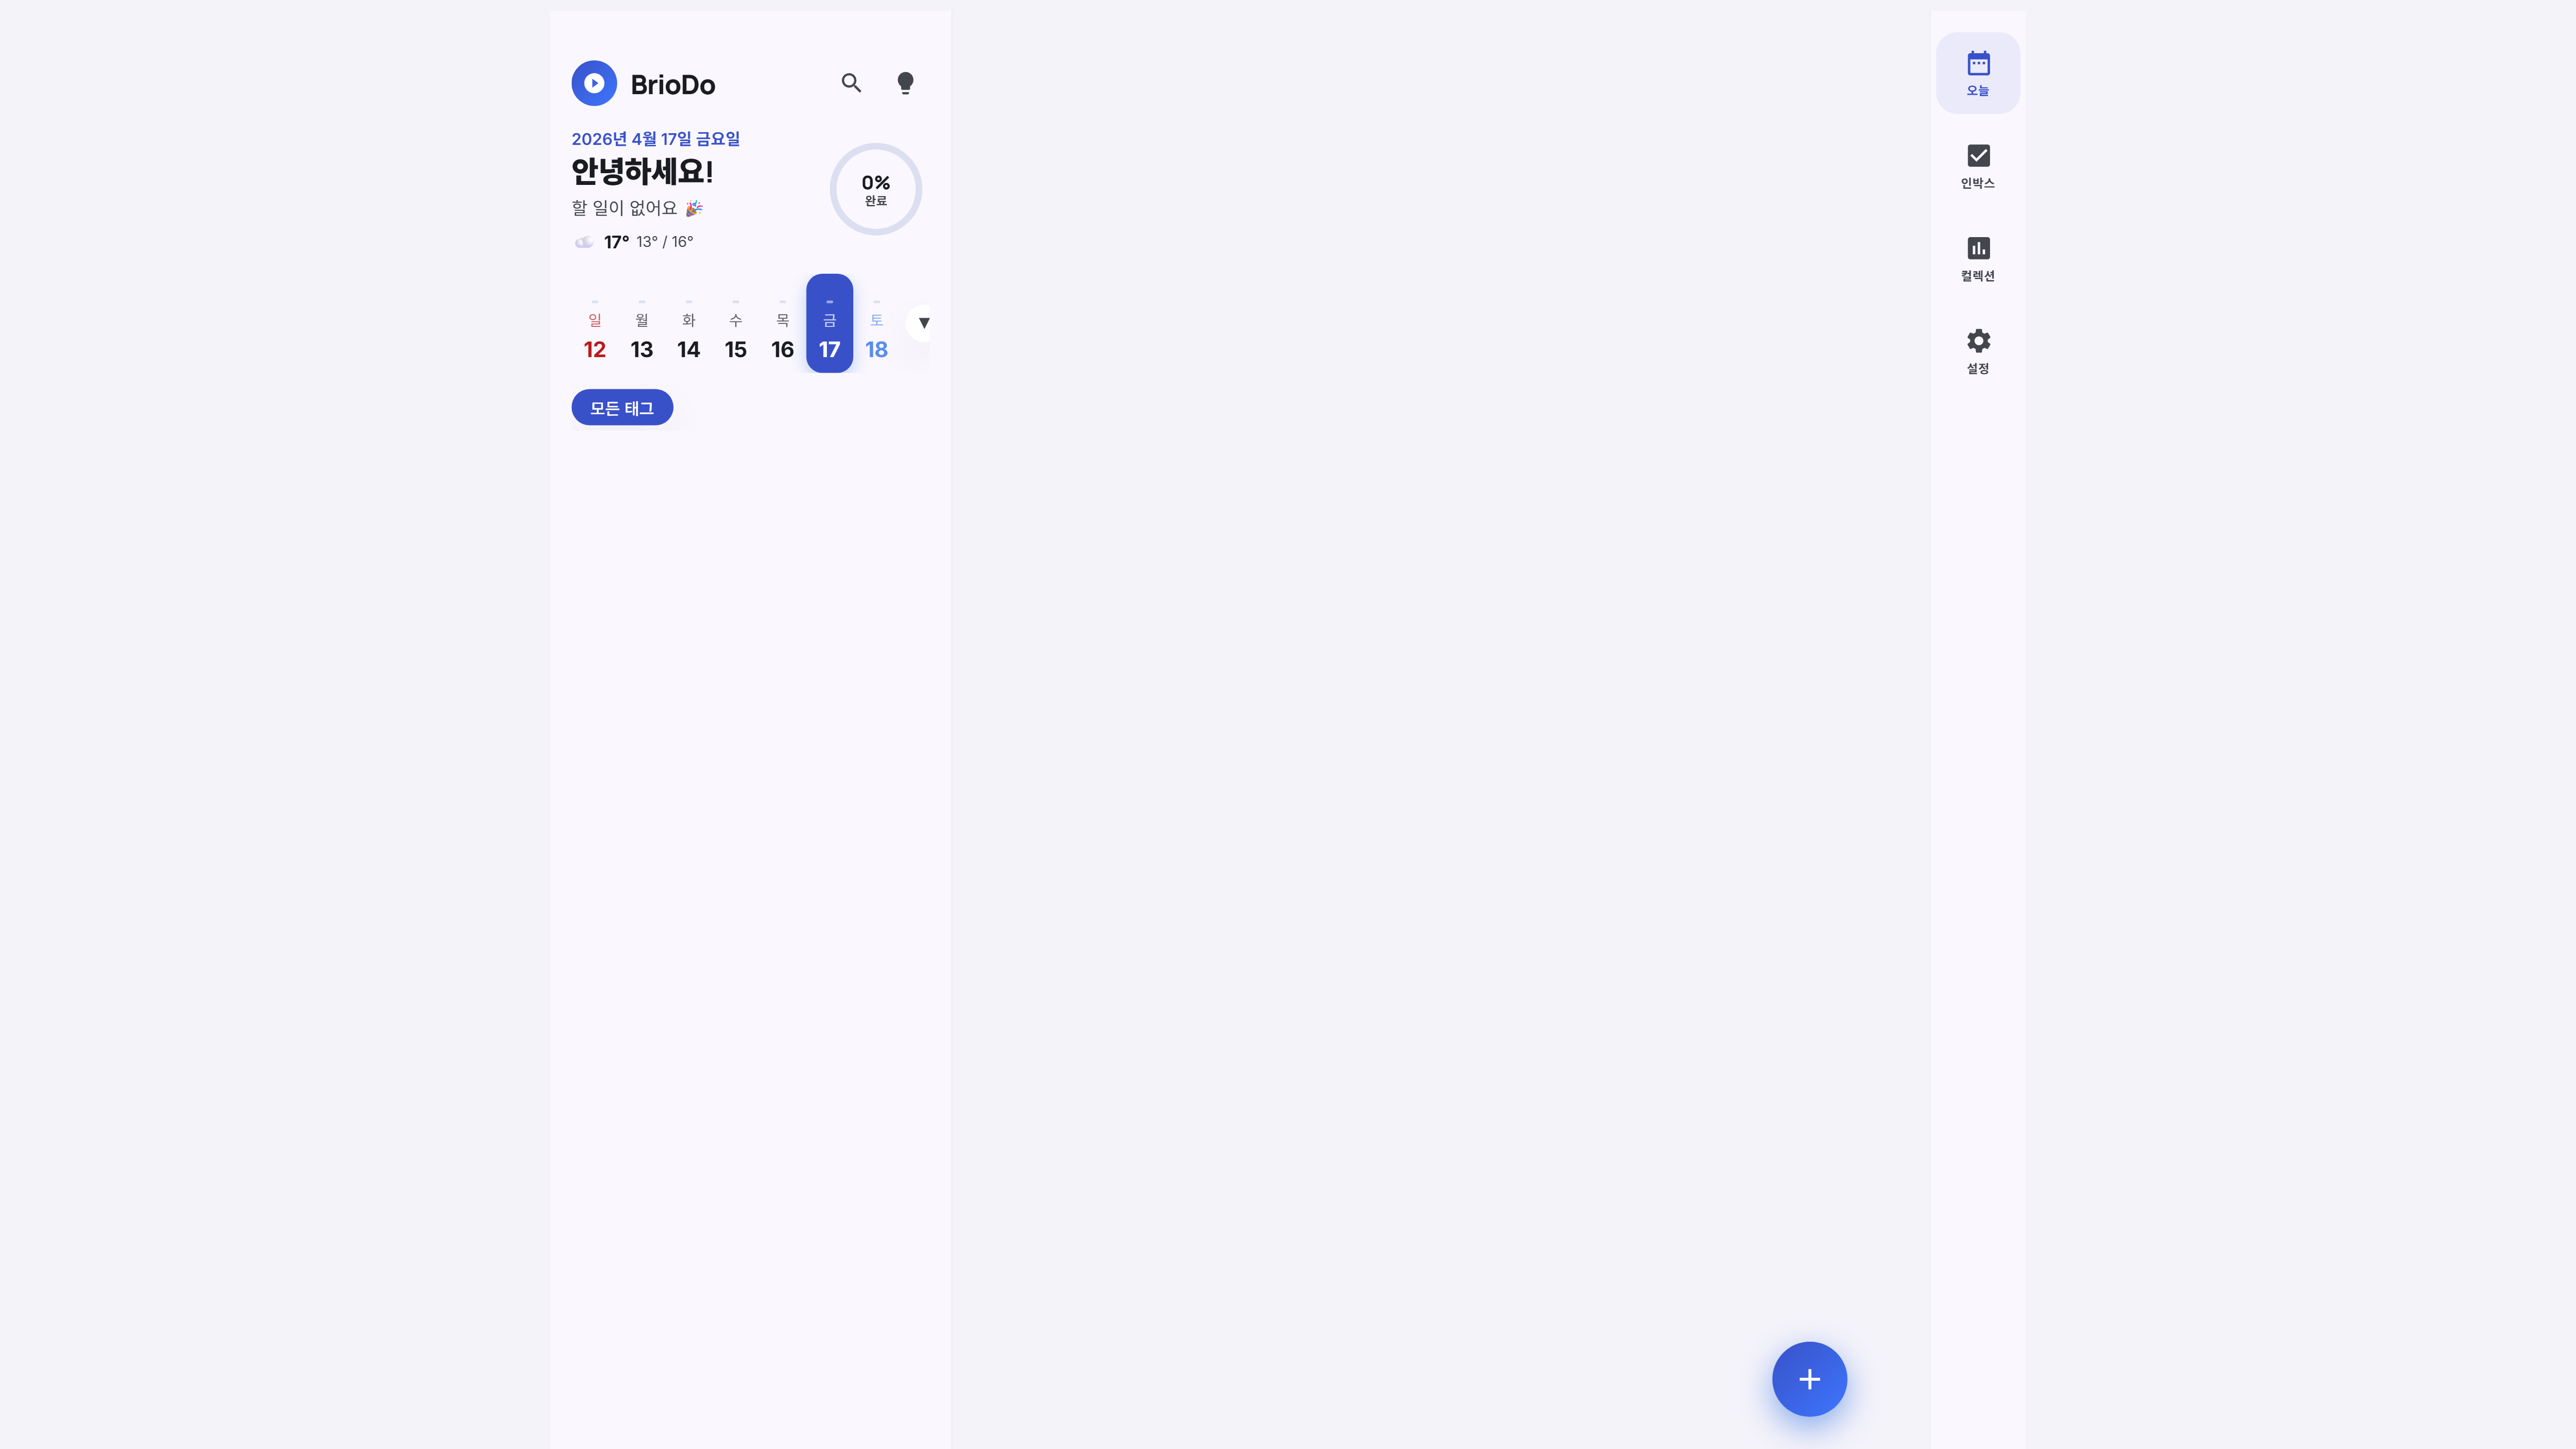 BrioDo
2026년 4월 17일 금요일
안녕하세요!
할 일이 없어요 🎉
17° 13° / 16°
0%
완료
일 월 화 수 목 금 토
12 13 14 15 16 17 18
모든 태그
오늘
인박스
컬렉션
설정